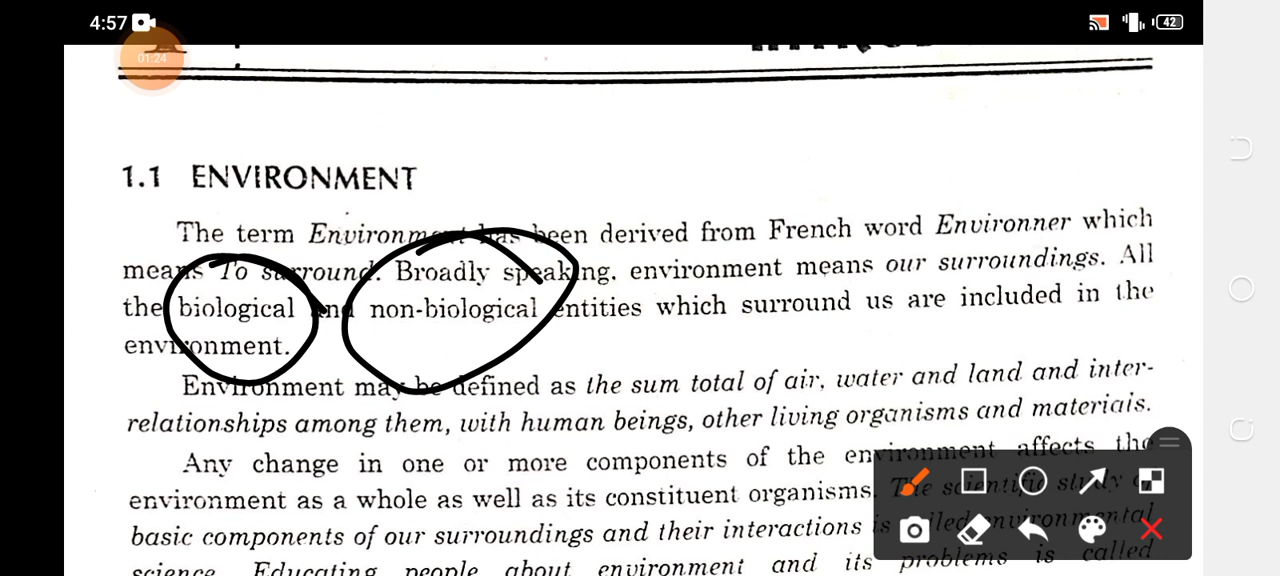 4:57
42
01:24
1.1 ENVIRONMENT
The term Environment has been derived from French word Environner which
means To surround. Broadly speaking, environment means our surroundings. All
the biological and non-biological entities which surround us are included in the
environment.
Environment may be defined as the sum total of air, water and land and inter-
relationships among them, with human beings, other living organisms and materials.
Any change in one or more components of the environment affects the
environment as a whole as well as its constituent organisms. The scientific study of
basic components of our surroundings and their interactions is called environmental
science. Educating people about environment and its problems is called